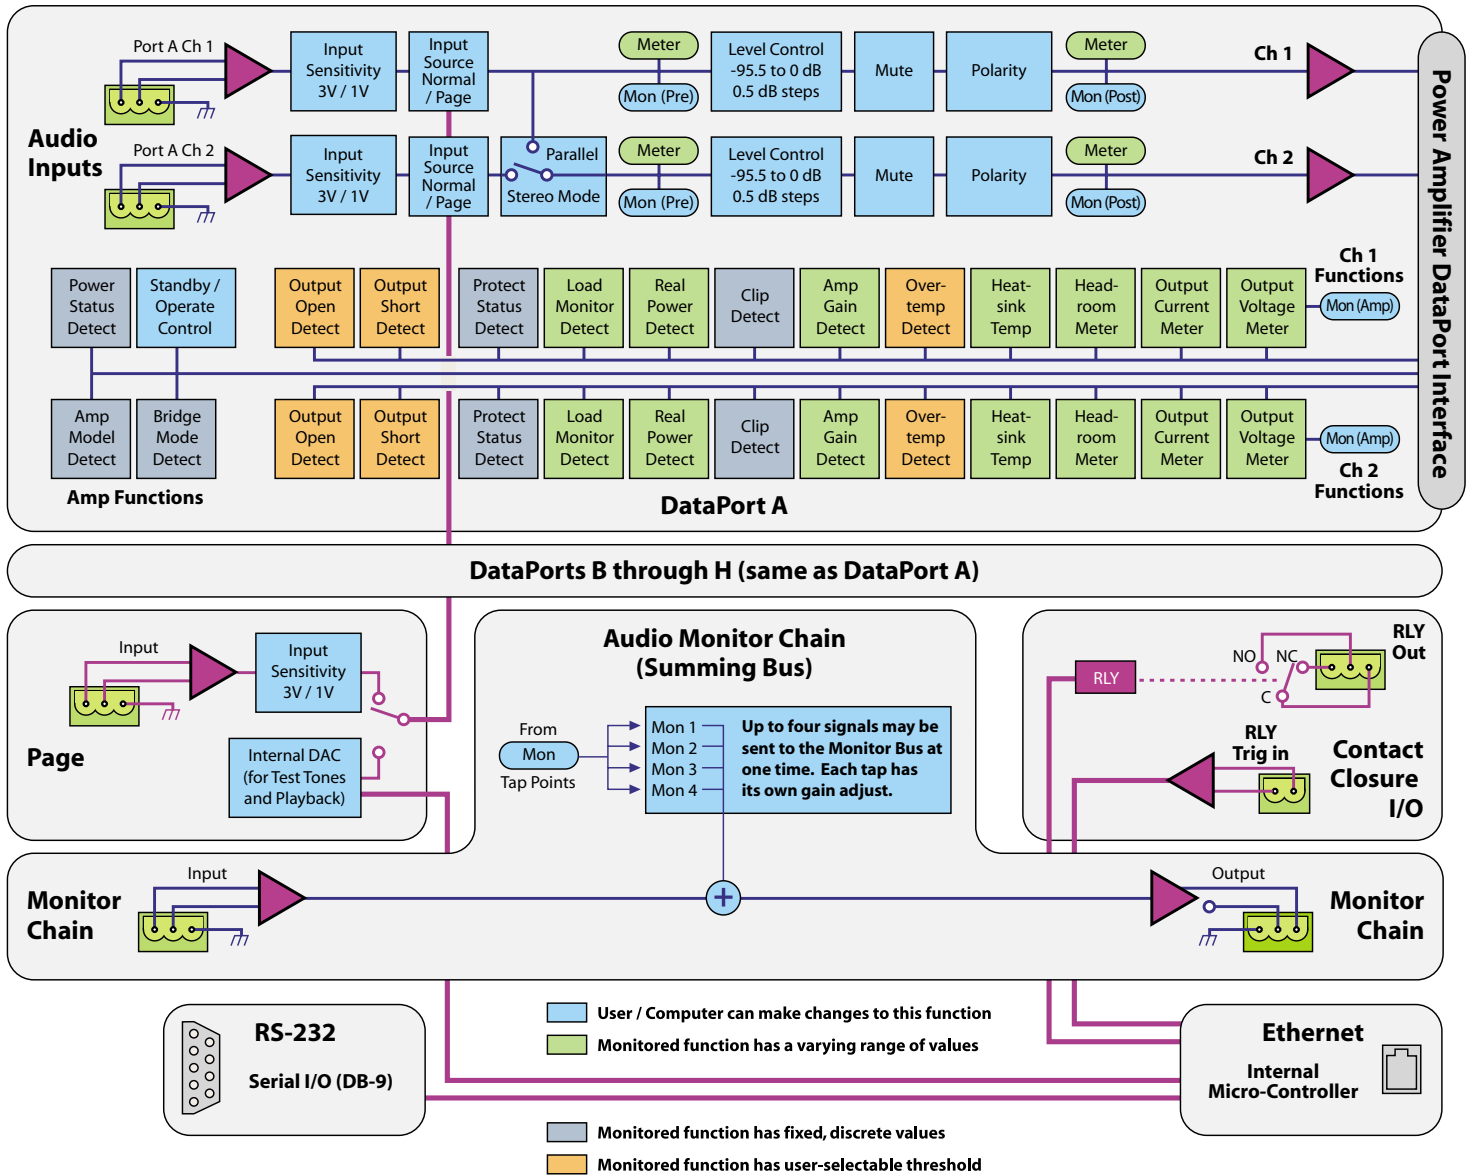 Port A Ch 1
Input
Sensitivity
3V / 1V
Input
Source
Normal
/ Page
Meter
Mon (Pre)
Level Control
-95.5 to 0 dB
0.5 dB steps
Mute
Polarity
Meter
Mon (Post)
Ch 1
Audio
Inputs
Port A Ch 2
Input
Sensitivity
3V / 1V
Input
Source
Normal
/ Page
Parallel
Stereo Mode
Meter
Mon (Pre)
Level Control
-95.5 to 0 dB
0.5 dB steps
Mute
Polarity
Meter
Mon (Post)
Ch 2
Power Amplifier DataPort Interface
Power
Status
Detect
Standby /
Operate
Control
Output
Open
Detect
Output
Short
Detect
Protect
Status
Detect
Load
Monitor
Detect
Real
Power
Detect
Clip
Detect
Amp
Gain
Detect
Over-
temp
Detect
Heat-
sink
Temp
Head-
room
Meter
Output
Current
Meter
Output
Voltage
Meter
Ch 1
Functions
Mon (Amp)
Amp
Model
Detect
Bridge
Mode
Detect
Output
Open
Detect
Output
Short
Detect
Protect
Status
Detect
Load
Monitor
Detect
Real
Power
Detect
Clip
Detect
Amp
Gain
Detect
Over-
temp
Detect
Heat-
sink
Temp
Head-
room
Meter
Output
Current
Meter
Output
Voltage
Meter
Mon (Amp)
Ch 2
Functions
Amp Functions
DataPort A
DataPorts B through H (same as DataPort A)
Input
Input
Sensitivity
3V / 1V
Page
Internal DAC
(for Test Tones
and Playback)
Audio Monitor Chain
(Summing Bus)
From
Mon
Tap Points
Mon 1
Mon 2
Mon 3
Mon 4
Up to four signals may be
sent to the Monitor Bus at
one time. Each tap has
its own gain adjust.
RLY
NO
NC
C
RLY
Out
RLY
Trig in
Contact
Closure
I/O
Monitor
Chain
Input
Output
Monitor
Chain
RS-232
Serial I/O (DB-9)
User / Computer can make changes to this function
Monitored function has a varying range of values
Monitored function has fixed, discrete values
Monitored function has user-selectable threshold
Ethernet
Internal
Micro-Controller